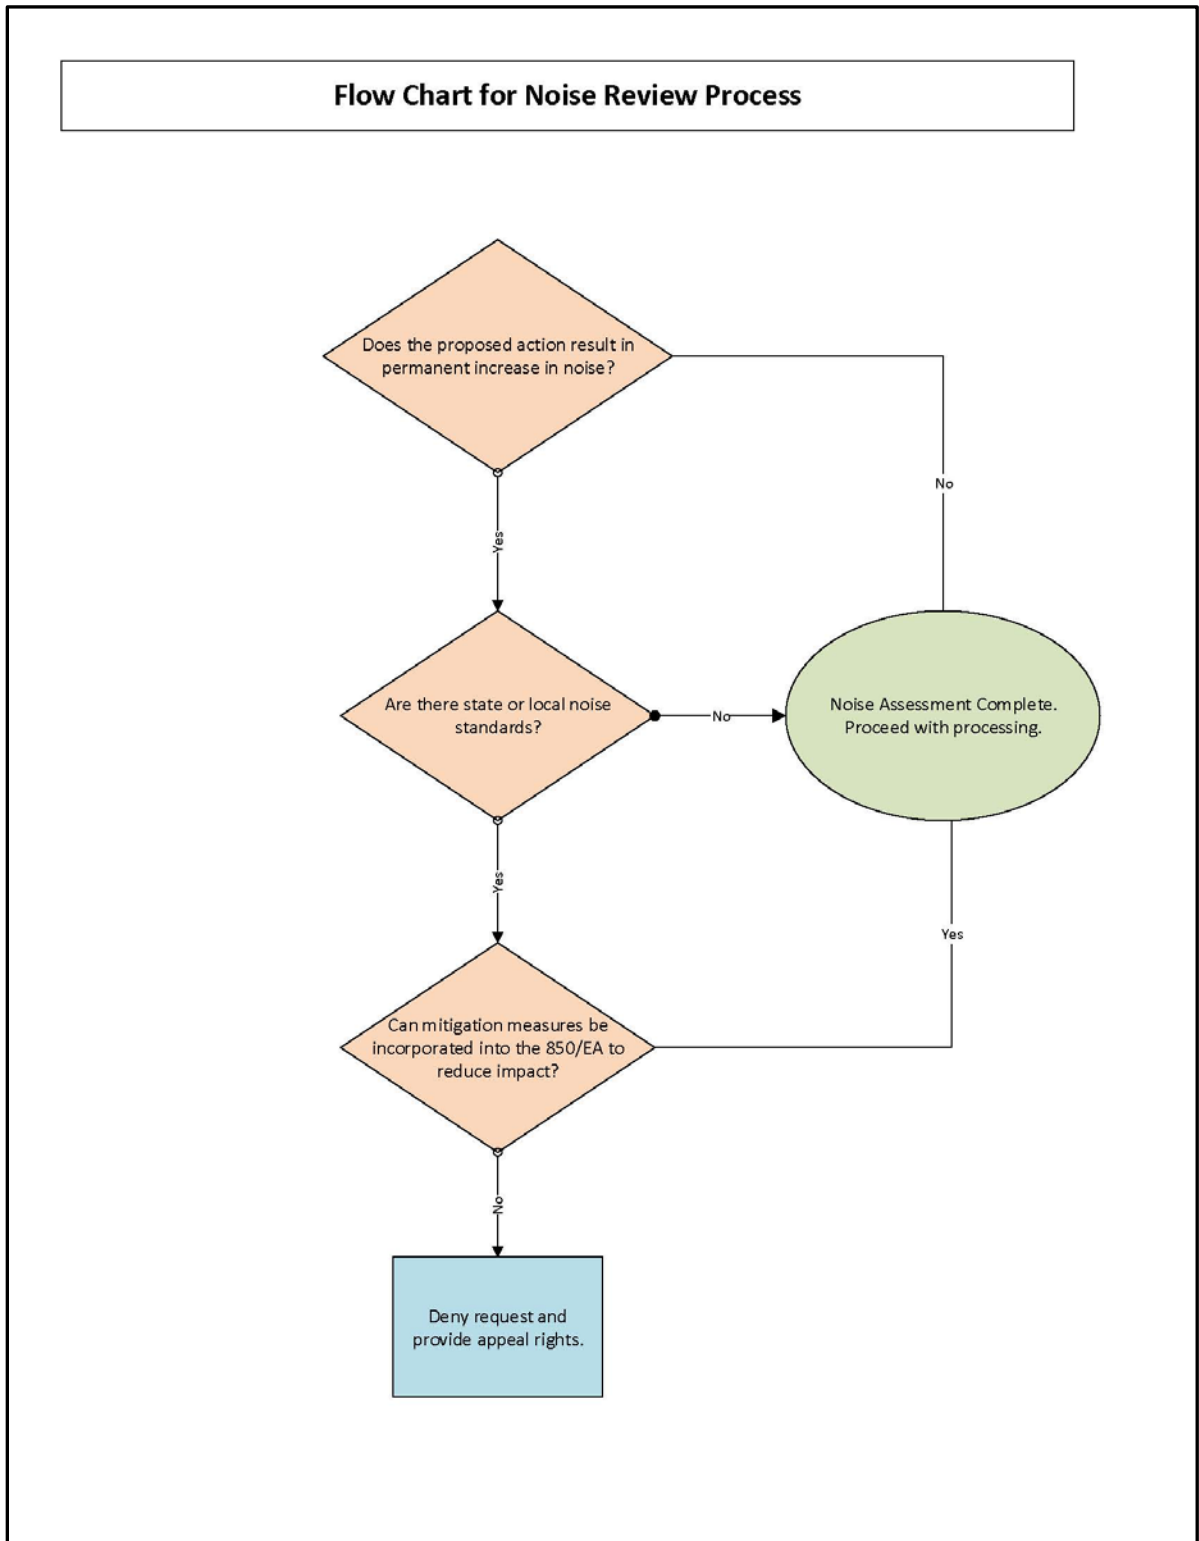 Flow Chart for Noise Review Process
Does the proposed action result in
permanent increase in noise?
No
Yes
Are there state or local noise
standards?
No
Noise Assessment Complete.
Proceed with processing.
Yes
Yes
Can mitigation measures be
incorporated into the 850/EA to
reduce impact?
No
Deny request and
provide appeal rights.